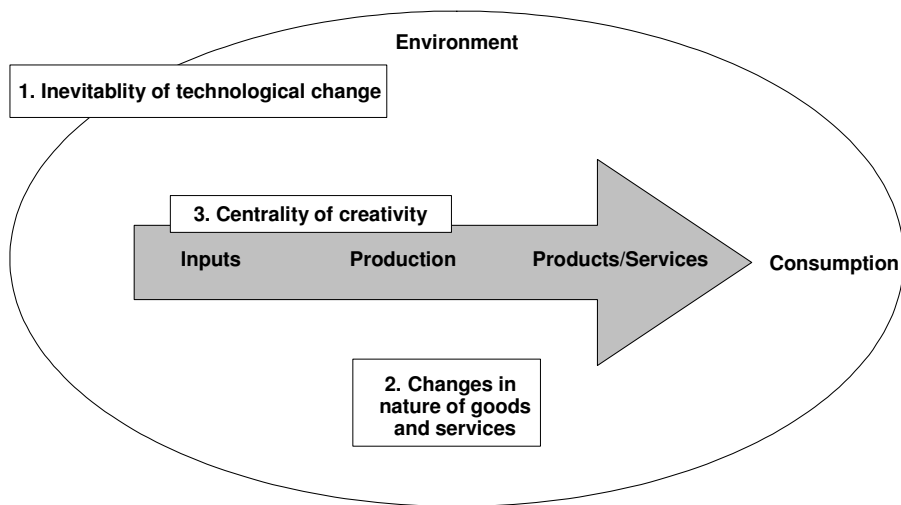 Environment
1. Inevitablity of technological change
3. Centrality of creativity
Inputs Production Products/Services
Consumption
2. Changes in
nature of goods
and services